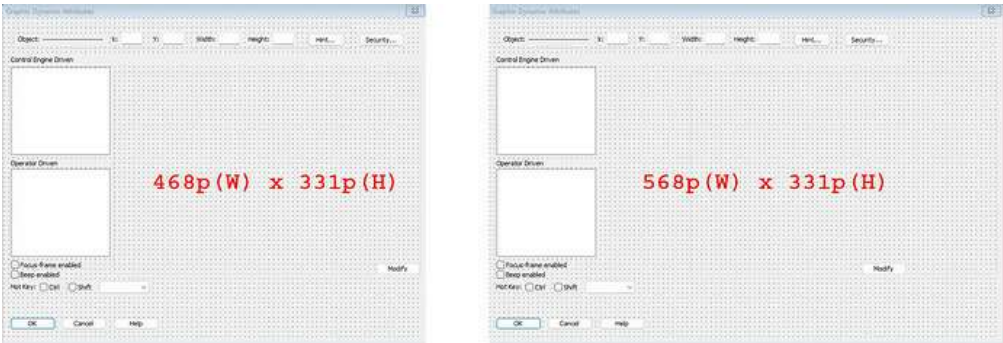 Graphic Dynamic Attributes
Object: X: Y: Width: Height: Hint... Security...
Control Engine Driven
Operator Driven
468p(W) x 331p(H)
Focus-frame enabled
Beep enabled
Modify
Hot Key: Ctrl Shift
OK Cancel Help
Graphic Dynamic Attributes
Object: X: Y: Width: Height: Hint... Security...
Control Engine Driven
Operator Driven
568p(W) x 331p(H)
Focus-frame enabled
Beep enabled
Modify
Hot Key: Ctrl Shift
OK Cancel Help